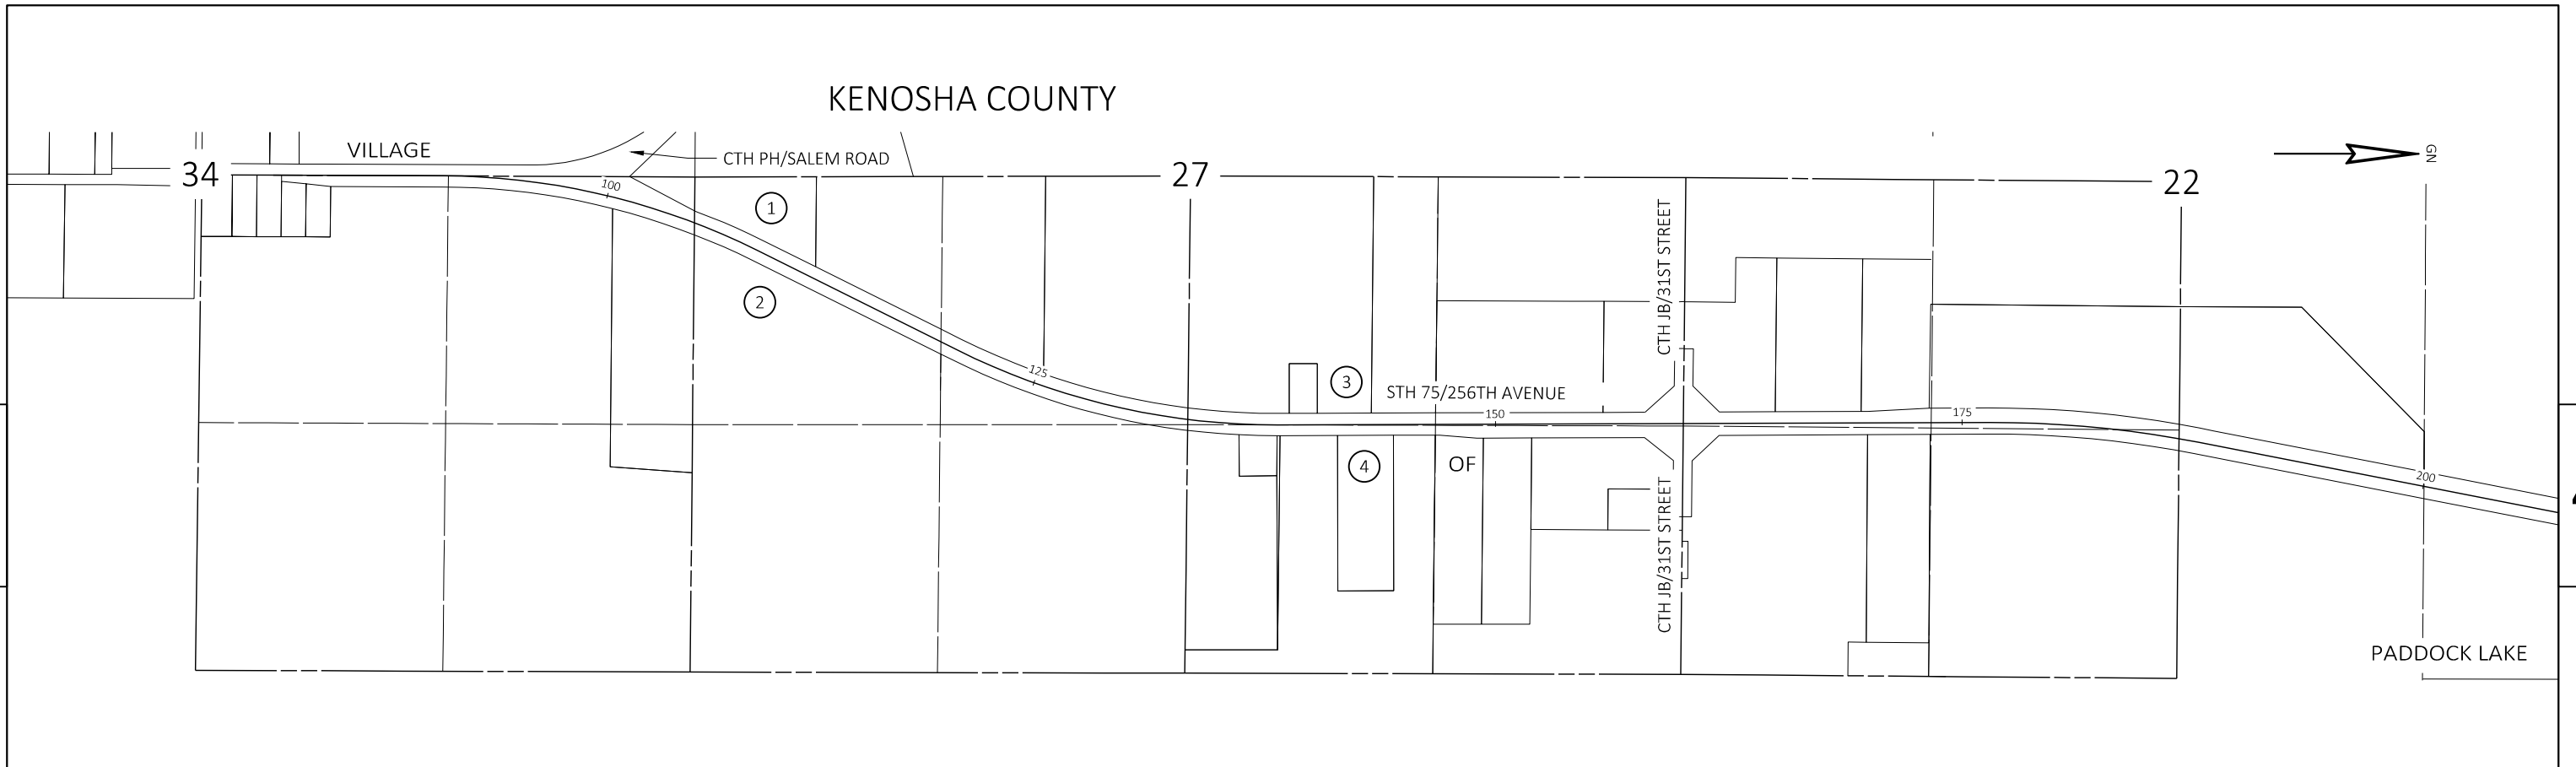 KENOSHA COUNTY
VILLAGE
CTH PH/SALEM ROAD
34
27
22
GN
100
1
2
125
3
STH 75/256TH AVENUE
150
175
CTH JB/31ST STREET
4
OF
CTH JB/31ST STREET
200
PADDOCK LAKE